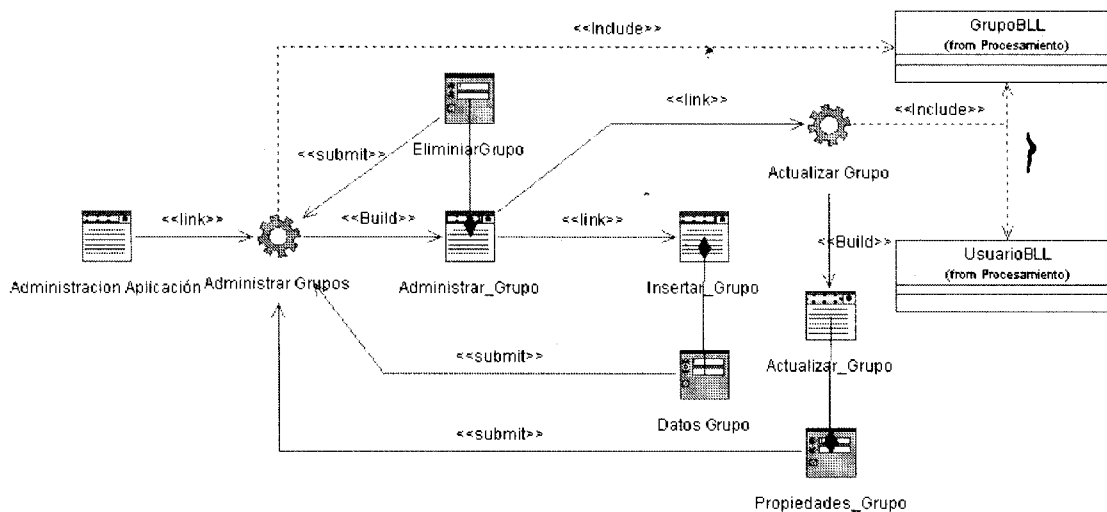 <<Include>>
GrupoBLL
(from Procesamiento)
<<link>>
<<Include>>
<<submit>>
EliminiarGrupo
Actualizar Grupo
<<link>>
<<Build>>
<<link>>
<<Build>>
UsuarioBLL
(from Procesamiento)
Administracion Aplicación
Administrar Grupos
Administrar_Grupo
Insertar_Grupo
<<submit>>
Actualizar_Grupo
Datos Grupo
<<submit>>
Propiedades_Grupo